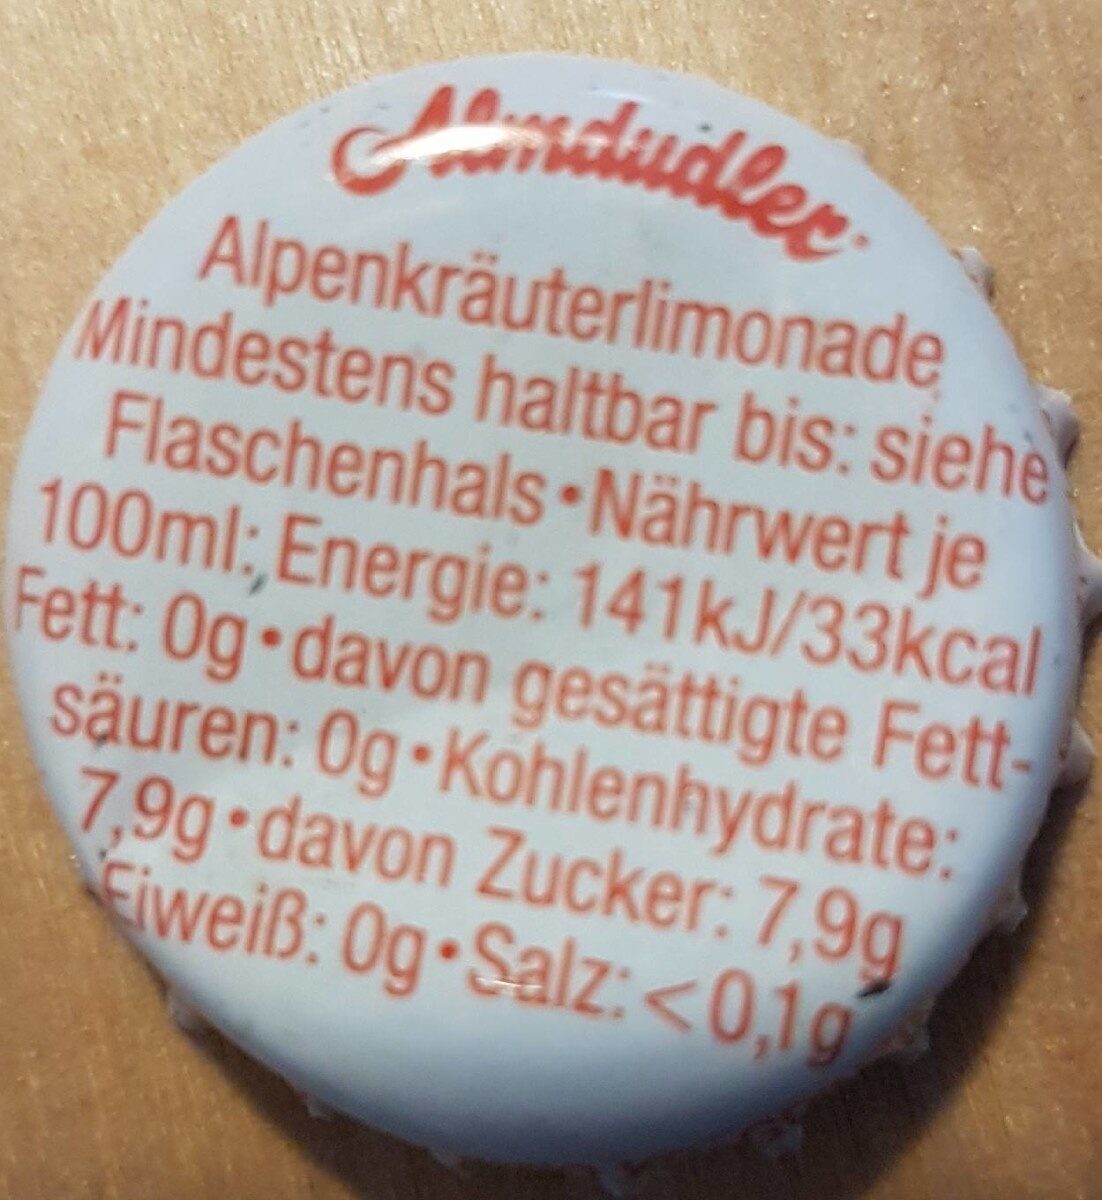 Almdudler
Alpenkräuterlimonade
Mindestens haltbar bis: siehe
Flaschenhals • Nährwert je
100ml: Energie: 141kJ/33kcal
Fett: 0g • davon gesättigte Fett-
säuren: 0g • Kohlenhydrate:
7,9g • davon Zucker: 7,9g
Eiweiß: 0g • Salz: <0,1g